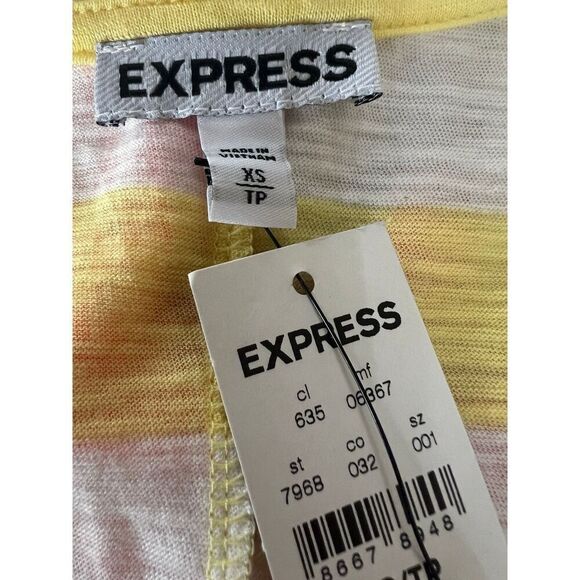 EXPRESS
MADE IN
VIETNAM
XS
TP
EXPRESS
cl mf
635 06367
st co sz
7968 032 001
8667 8948
/TP